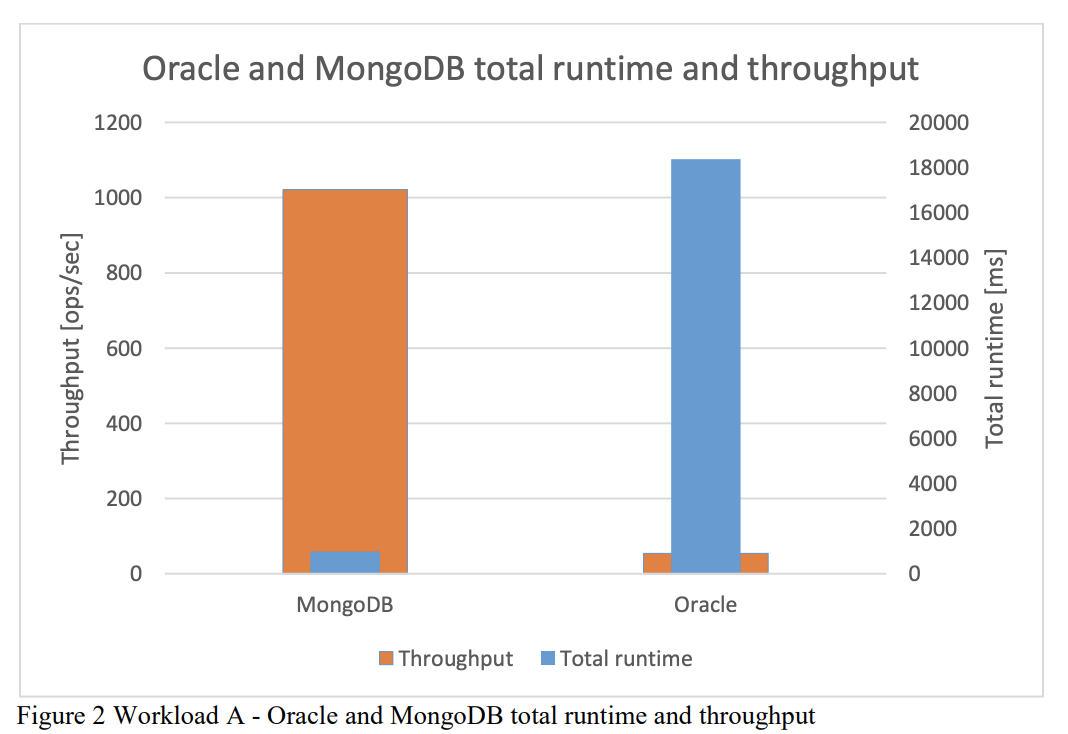 Oracle and MongoDB total runtime and throughput
1200
1000
800
600
400
200
0
Throughput [ops/sec]
20000
18000
16000
14000
12000
10000
8000
6000
4000
2000
0
Total runtime [ms]
MongoDB
Oracle
Throughput
Total runtime
Figure 2 Workload A - Oracle and MongoDB total runtime and throughput